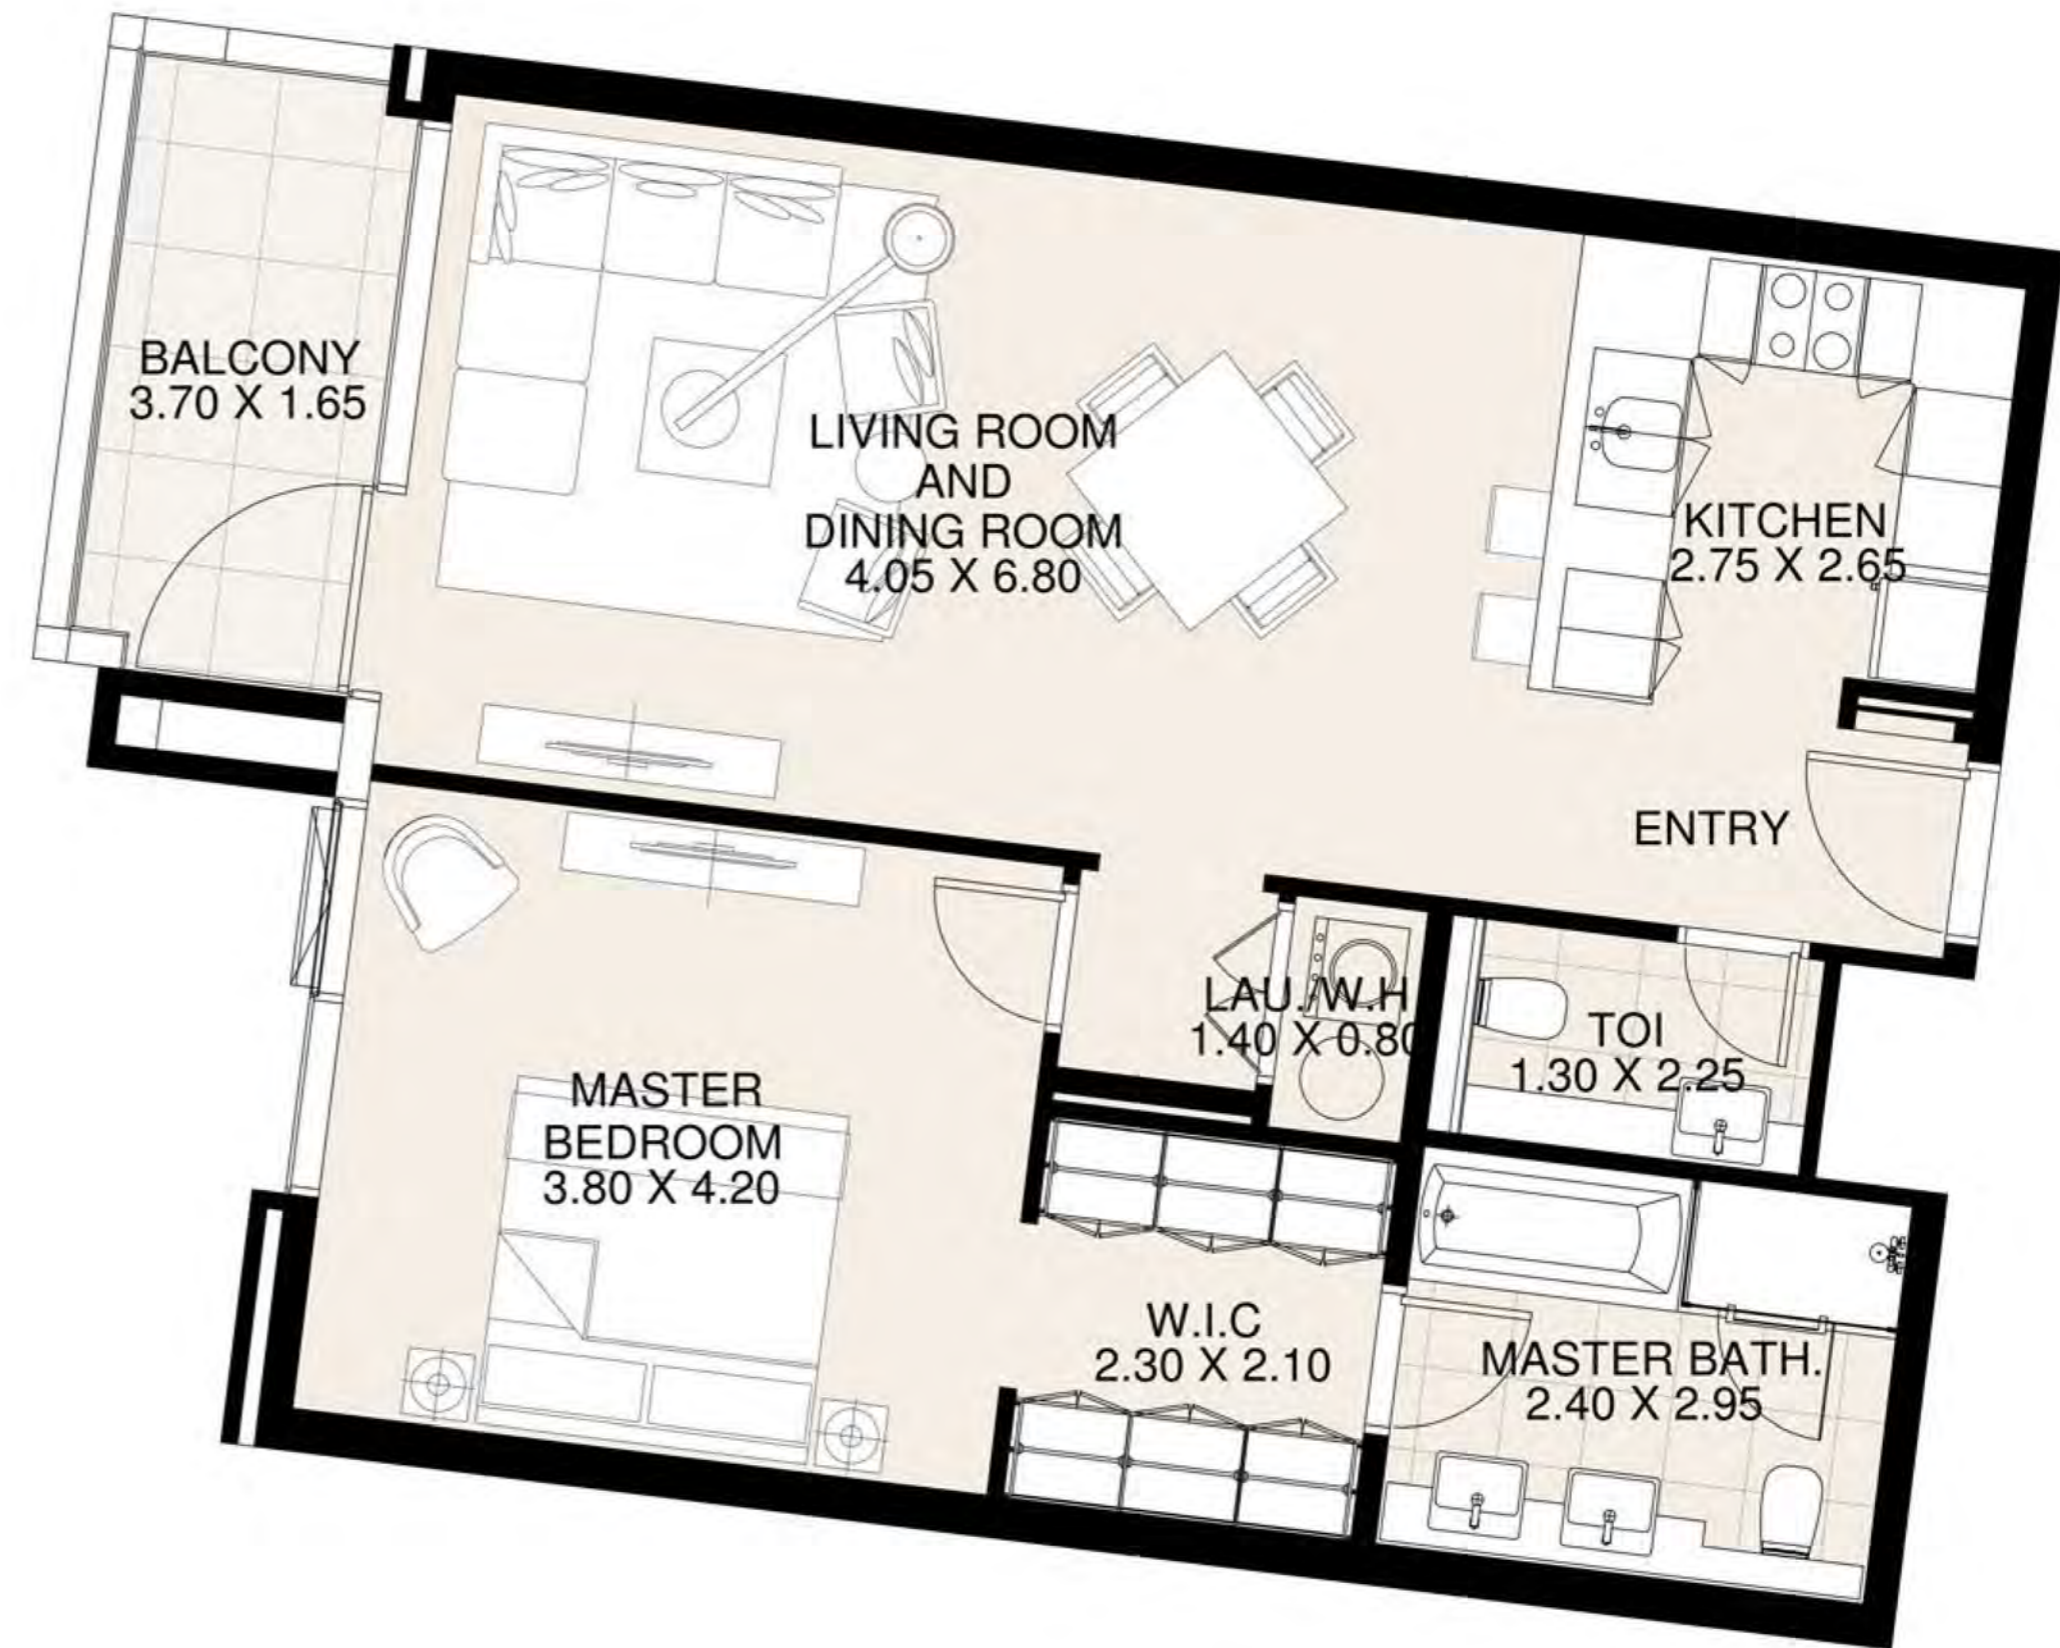 BALCONY
3.70 X 1.65
LIVING ROOM
AND
DINING ROOM
4.05 X 6.80
KITCHEN
2.75 X 2.65
ENTRY
LAU./W.H
1.40 X 0.80
TOI
1.30 X 2.25
MASTER
BEDROOM
3.80 X 4.20
W.I.C
2.30 X 2.10
MASTER BATH.
2.40 X 2.95